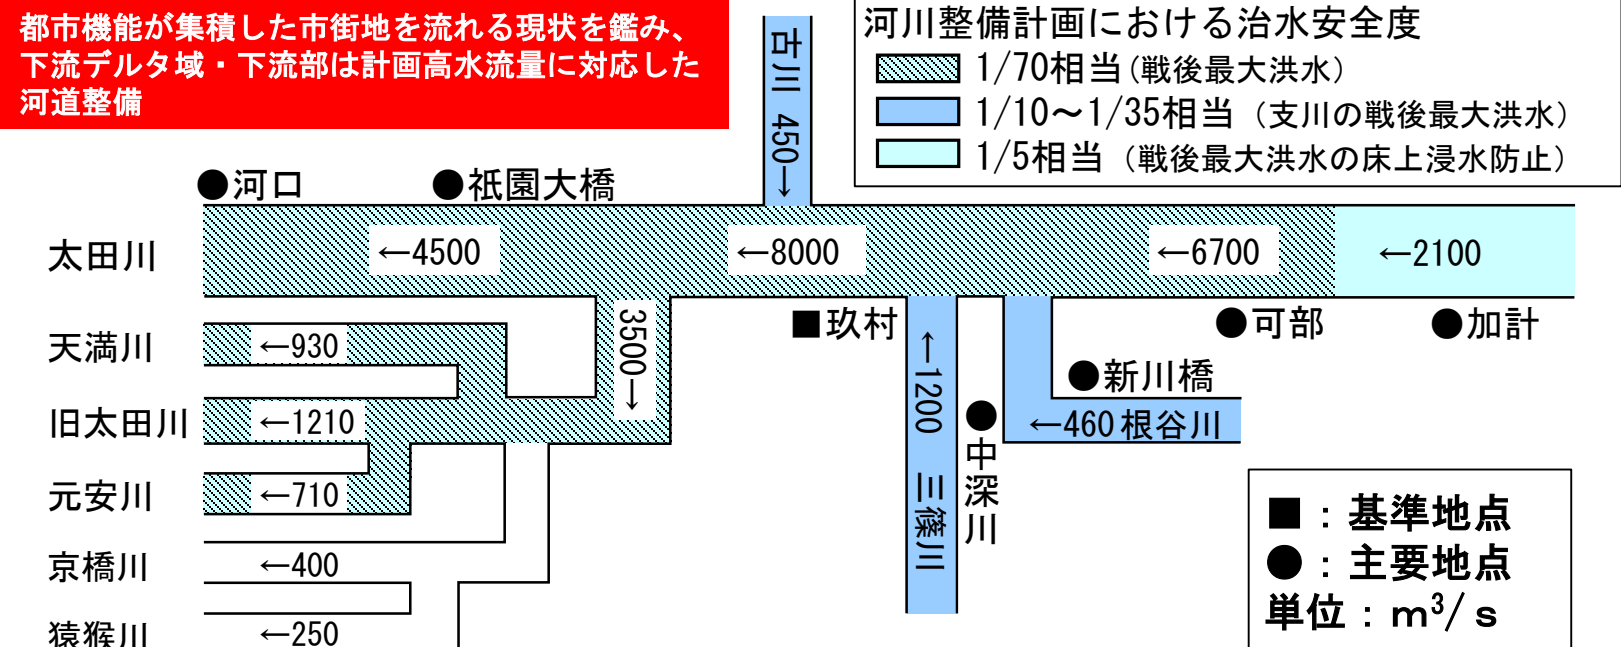 都市機能が集積した市街地を流れる現状を鑑み、
下流デルタ域・下流部は計画高水流量に対応した
河道整備
河川整備計画における治水安全度
1/70相当(戦後最大洪水)
1/10～1/35相当(支川の戦後最大洪水)
1/5相当(戦後最大洪水の床上浸水防止)
古川 450→
●河口
●祇園大橋
太田川
←4500
←8000
←6700
←2100
3500→
■玖村
●可部
●加計
天満川
←930
●新川橋
旧太田川
←1210
←1200 三篠川
●中深川
←460根谷川
元安川
←710
京橋川
←400
猿猴川
←250
■：基準地点
●：主要地点
単位：m³/s